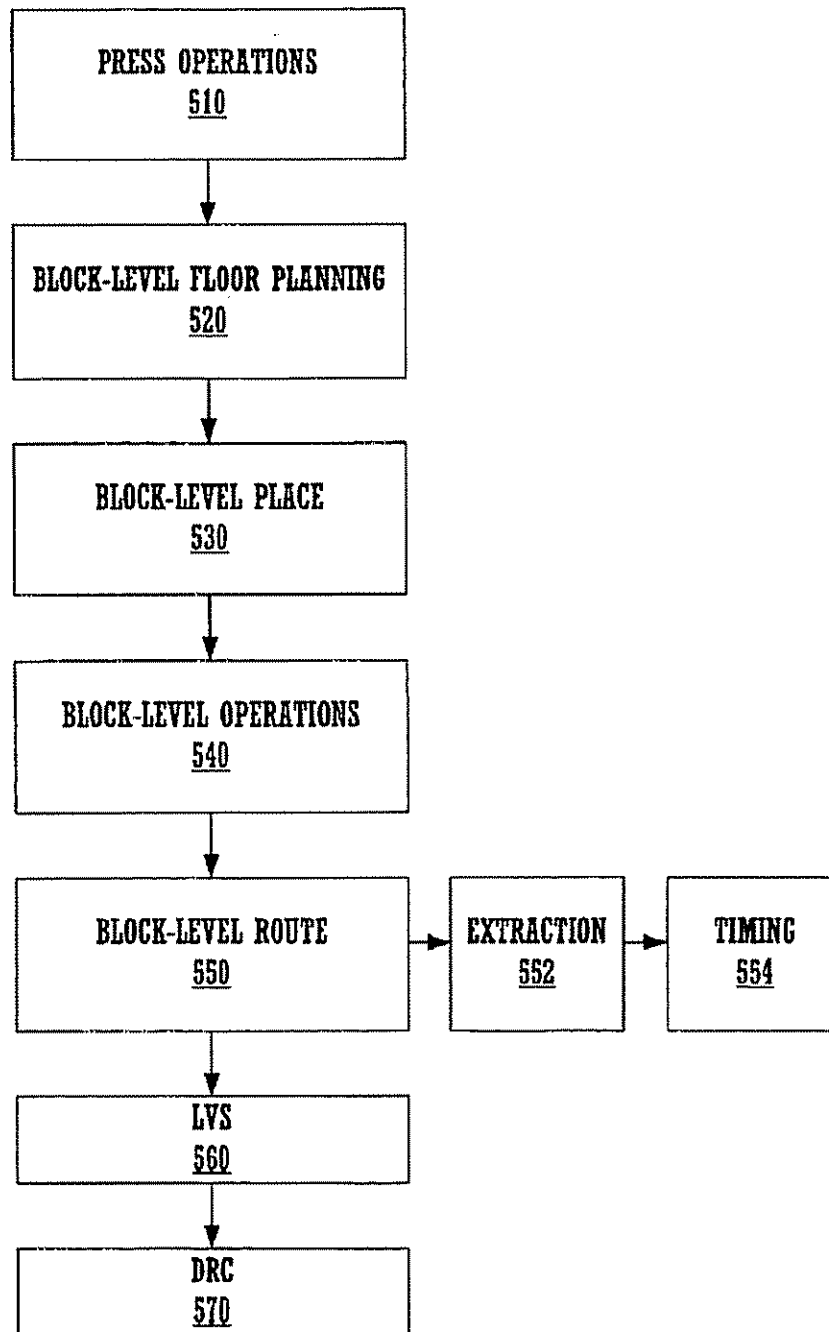 PRESS OPERATIONS
510
BLOCK-LEVEL FLOOR PLANNING
520
BLOCK-LEVEL PLACE
530
BLOCK-LEVEL OPERATIONS
540
BLOCK-LEVEL ROUTE
550
EXTRACTION
552
TIMING
554
LVS
560
DRC
570